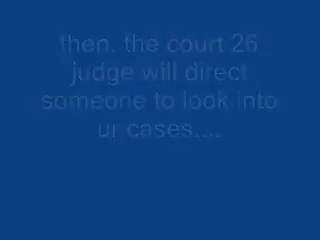 then, the court 26
judge will direct
someone to look into
ur cases....